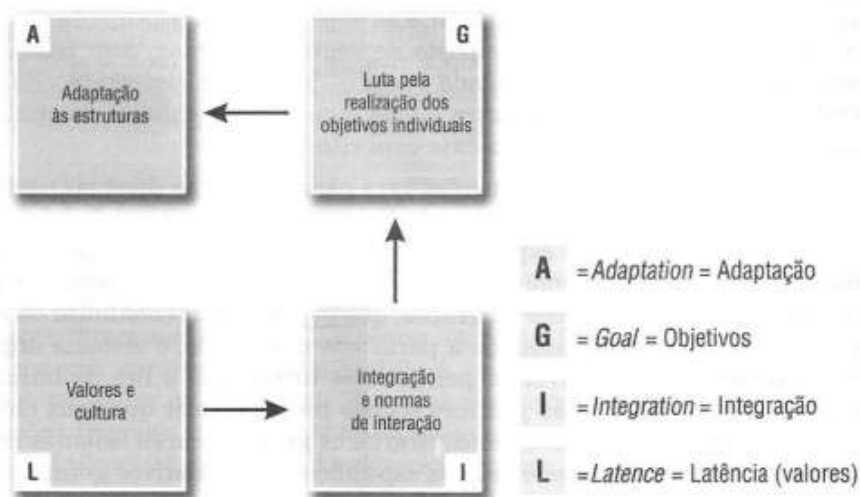 A
Adaptação
às estruturas
G
Luta pela
realização dos
objetivos individuais
Valores e
cultura
L
Integração
e normas
de interação
I
A = Adaptation = Adaptação
G = Goal = Objetivos
I = Integration = Integração
L = Latence = Latência (valores)